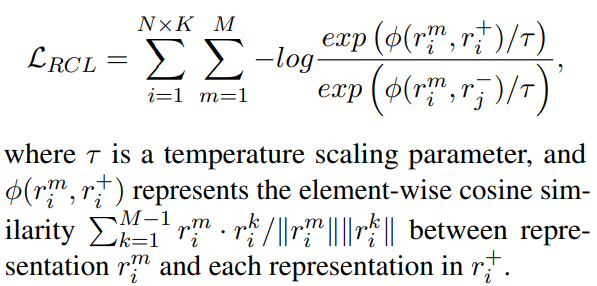 \mathcal{L}_{RCL} = \sum_{i=1}^{N \times K} \sum_{m=1}^{M} -log \frac{exp\left(\phi(r_i^m, r_i^+)/\tau\right)}{exp\left(\phi(r_i^m, r_j^-)/\tau\right)},
where τ is a temperature scaling parameter, and
\phi(r_i^m, r_i^+) represents the element-wise cosine sim-
ilarity \sum_{k=1}^{M-1} r_i^m \cdot r_i^k / \|r_i^m\| \|r_i^k\| between repre-
sentation r_i^m and each representation in r_i^+.